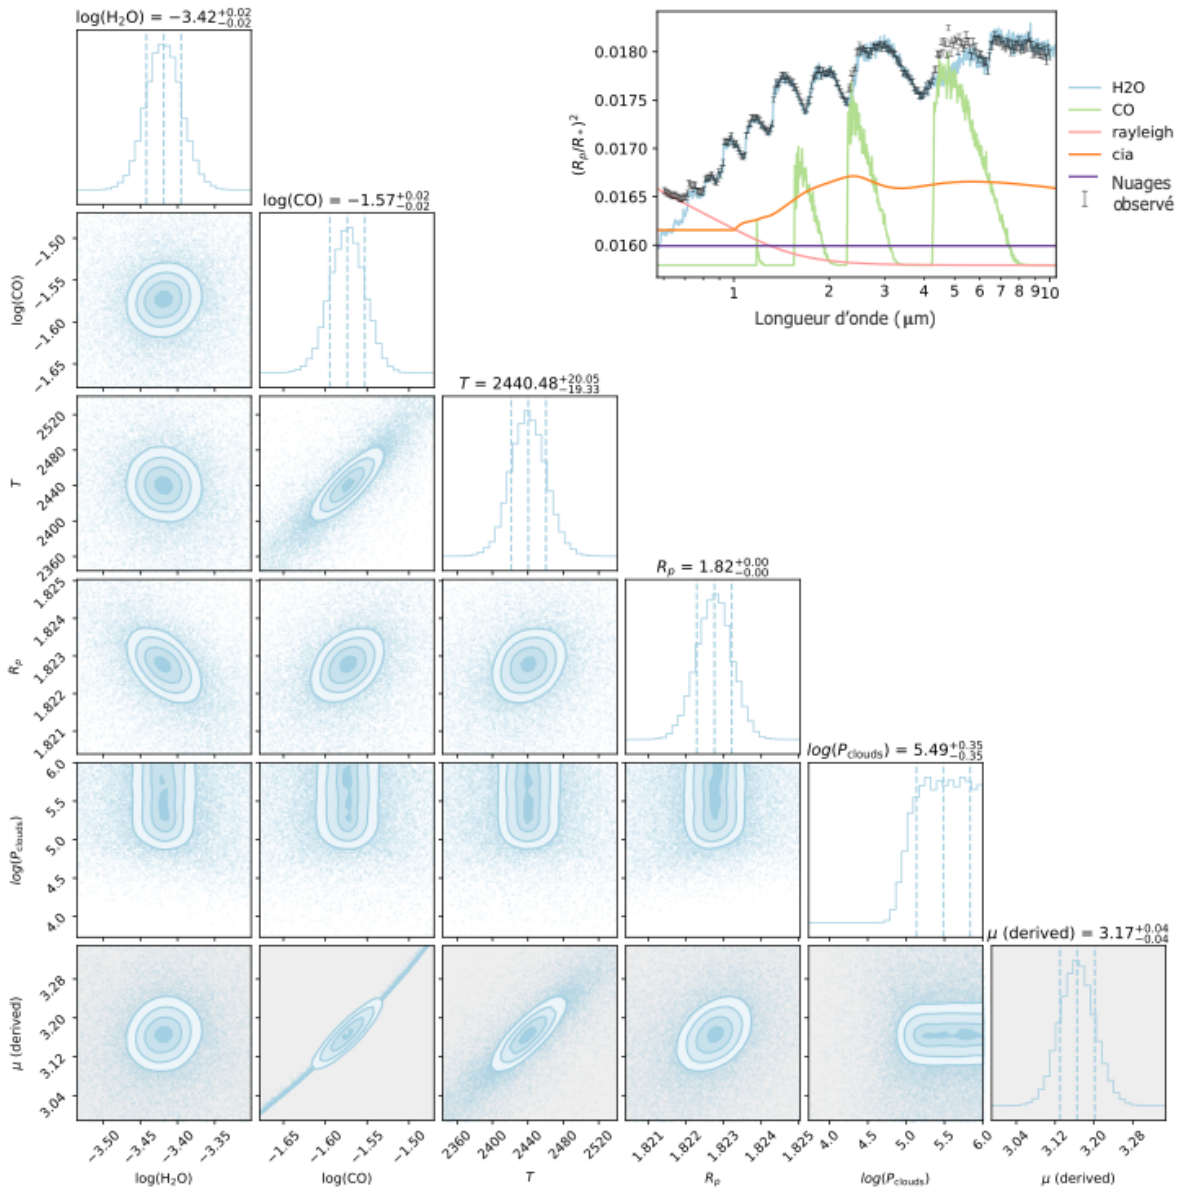 log(H₂O) = −3.42+0.02−0.02
0.0180
0.0175
0.0170
0.0165
0.0160
(Rp/R*)²
1 2 3 4 5 6 7 8 9 10
Longueur d'onde (μm)
H2O
CO
rayleigh
cia
Nuages
observé
log(CO) = −1.57+0.02−0.02
−1.50
−1.55
−1.60
−1.65
log(CO)
T = 2440.48+20.05−19.33
2520
2480
2440
2400
2360
T
Rp = 1.82+0.00−0.00
1.825
1.824
1.823
1.822
1.821
Rp
log(Pclouds) = 5.49+0.35−0.35
6.0
5.5
5.0
4.5
4.0
log(Pclouds)
μ (derived) = 3.17+0.04−0.04
3.28
3.20
3.12
3.04
μ (derived)
−3.50 −3.45 −3.40 −3.35
−1.65 −1.60 −1.55 −1.50
2360 2400 2440 2480 2520
1.821 1.822 1.823 1.824 1.825
4.0 4.5 5.0 5.5 6.0
3.04 3.12 3.20 3.28
log(H₂O) log(CO) T Rp log(Pclouds) μ (derived)